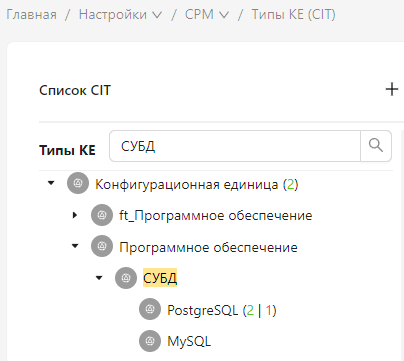 Главная / Настройки / CPM / Типы КЕ (CIT)
Список CIT
Типы КЕ СУБД
Конфигурационная единица (2)
ft_Программное обеспечение
Программное обеспечение
СУБД
PostgreSQL (2 | 1)
MySQL